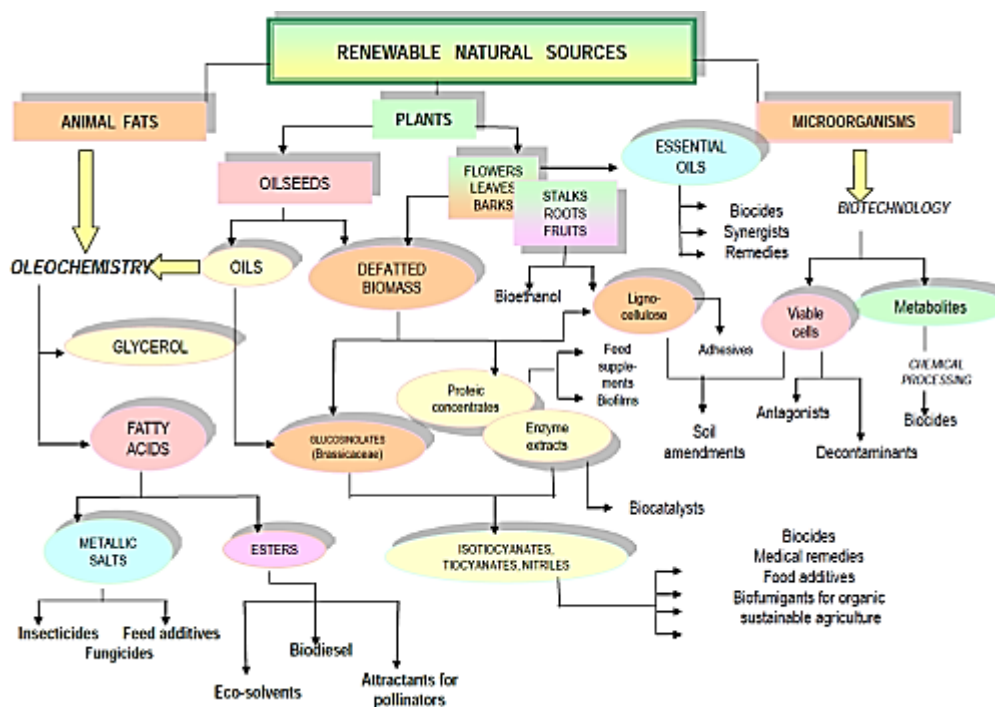 RENEWABLE NATURAL SOURCES
ANIMAL FATS
PLANTS
MICROORGANISMS
OILSEEDS
FLOWERS
LEAVES
BARKS
STALKS
ROOTS
FRUITS
ESSENTIAL
OILS
Biocides
Synergists
Remedies
BIOTECHNOLOGY
OLEOCHEMISTRY
OILS
DEFATTED
BIOMASS
Bioethanol
Ligno-
cellulose
Viable
cells
Metabolites
GLYCEROL
Adhesives
Feed
supple-
ments
Biofilms
CHEMICAL
PROCESSING
Proteic
concentrates
Enzyme
extracts
Antagonists
Biocides
Soil
amendments
Decontaminants
FATTY
ACIDS
GLUCOSINOLATES
(Brassicaceae)
Biocatalysts
METALLIC
SALTS
ESTERS
ISOTIOCYANATES,
TIOCYANATES, NITRILES
Biocides
Medical remedies
Food additives
Biofumigants for organic
sustainable agriculture
Insecticides
Feed additives
Fungicides
Biodiesel
Eco-solvents
Attractants for
pollinators